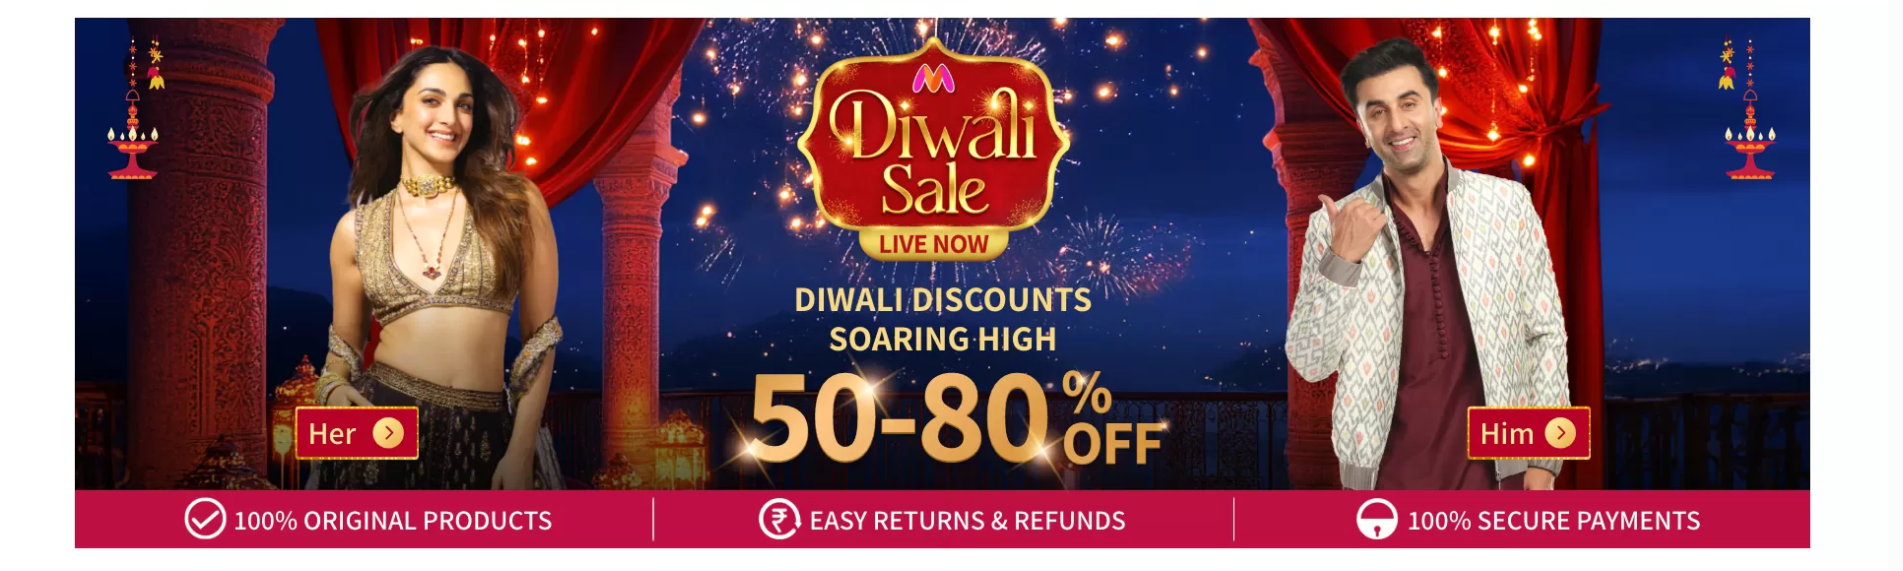 Diwali
Sale
LIVE NOW
DIWALI DISCOUNTS
SOARING HIGH
50-80% OFF
Her
Him
100% ORIGINAL PRODUCTS
EASY RETURNS & REFUNDS
100% SECURE PAYMENTS